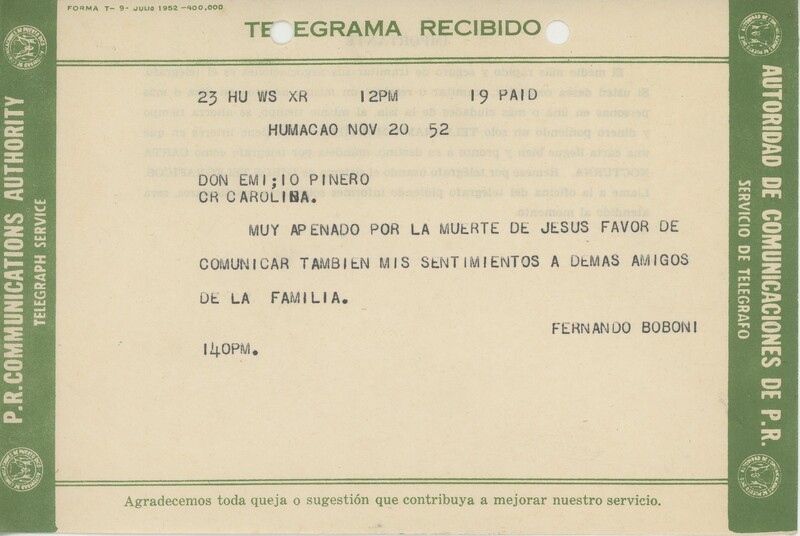 FORMA T- 9- JULIO 1952 -400,000
TELEGRAMA RECIBIDO
23 HU WS XR 12PM 19 PAID
HUMACAO NOV 20 52
DON EMI;IO PINERO
CR CAROLINA.
MUY APENADO POR LA MUERTE DE JESUS FAVOR DE
COMUNICAR TAMBIEN MIS SENTIMIENTOS A DEMAS AMIGOS
DE LA FAMILIA.
FERNANDO BOBONI
140PM.
Agradecemos toda queja o sugestión que contribuya a mejorar nuestro servicio.
P.R. COMMUNICATIONS AUTHORITY
TELEGRAPH SERVICE
AUTORIDAD DE COMUNICACIONES DE P.R.
SERVICIO DE TELEGRAFO